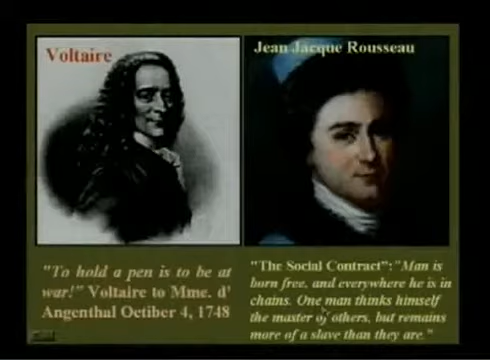 Voltaire
Jean Jacque Rousseau
"To hold a pen is to be at
war!" Voltaire to Mme. d'
Angenthal Octiber 4, 1748
"The Social Contract":"Man is
born free, and everywhere he is in
chains. One man thinks himself
the master of others, but remains
more of a slave than they are."